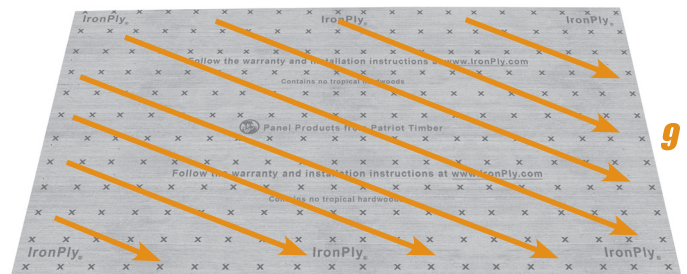 IronPly® IronPly® IronPly®
Follow the warranty and installation instructions at www.IronPly.com
Contains no tropical hardwoods
Panel Products from Patriot Timber
9
Follow the warranty and installation instructions at www.IronPly.com
Contains no tropical hardwoods
IronPly® IronPly® IronPly®